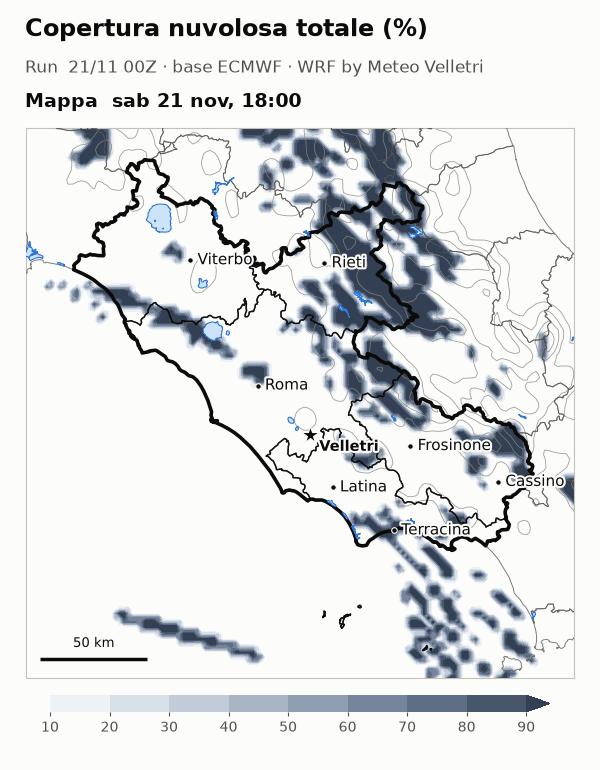 Copertura nuvolosa totale (%)
Run  21/11 00Z · base ECMWF · WRF by Meteo Velletri
Mappa  sab 21 nov, 18:00
Viterbo
Rieti
Roma
Velletri
Frosinone
Cassino
Latina
Terracina
50 km
10 20 30 40 50 60 70 80 90